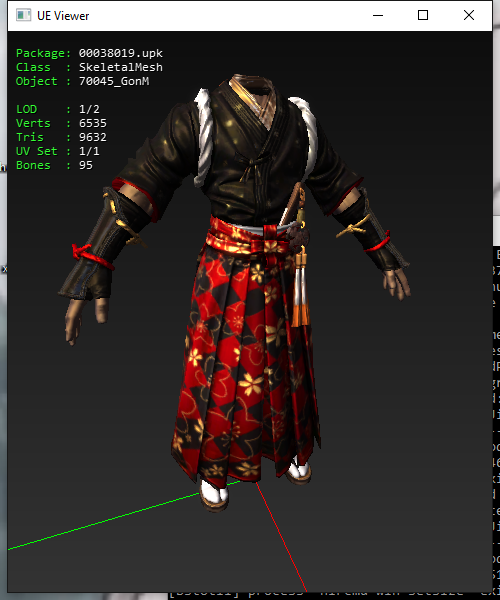 UE Viewer
Package: 00038019.upk
Class : SkeletalMesh
Object : 70045_GonM
LOD : 1/2
Verts : 6535
Tris : 9632
UV Set : 1/1
Bones : 95